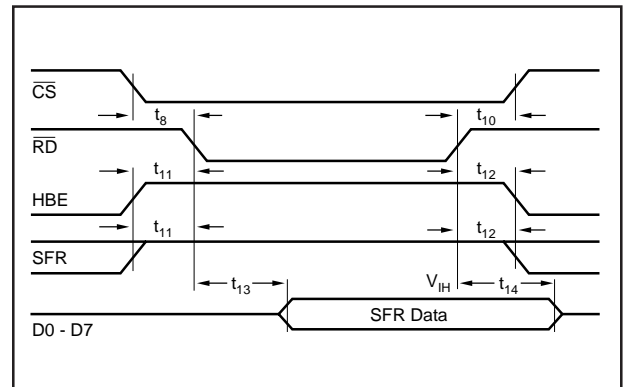 CS
t8 t10
RD
t11 t12
HBE
t11 t12
SFR
t13 VIH t14
SFR Data
D0 - D7